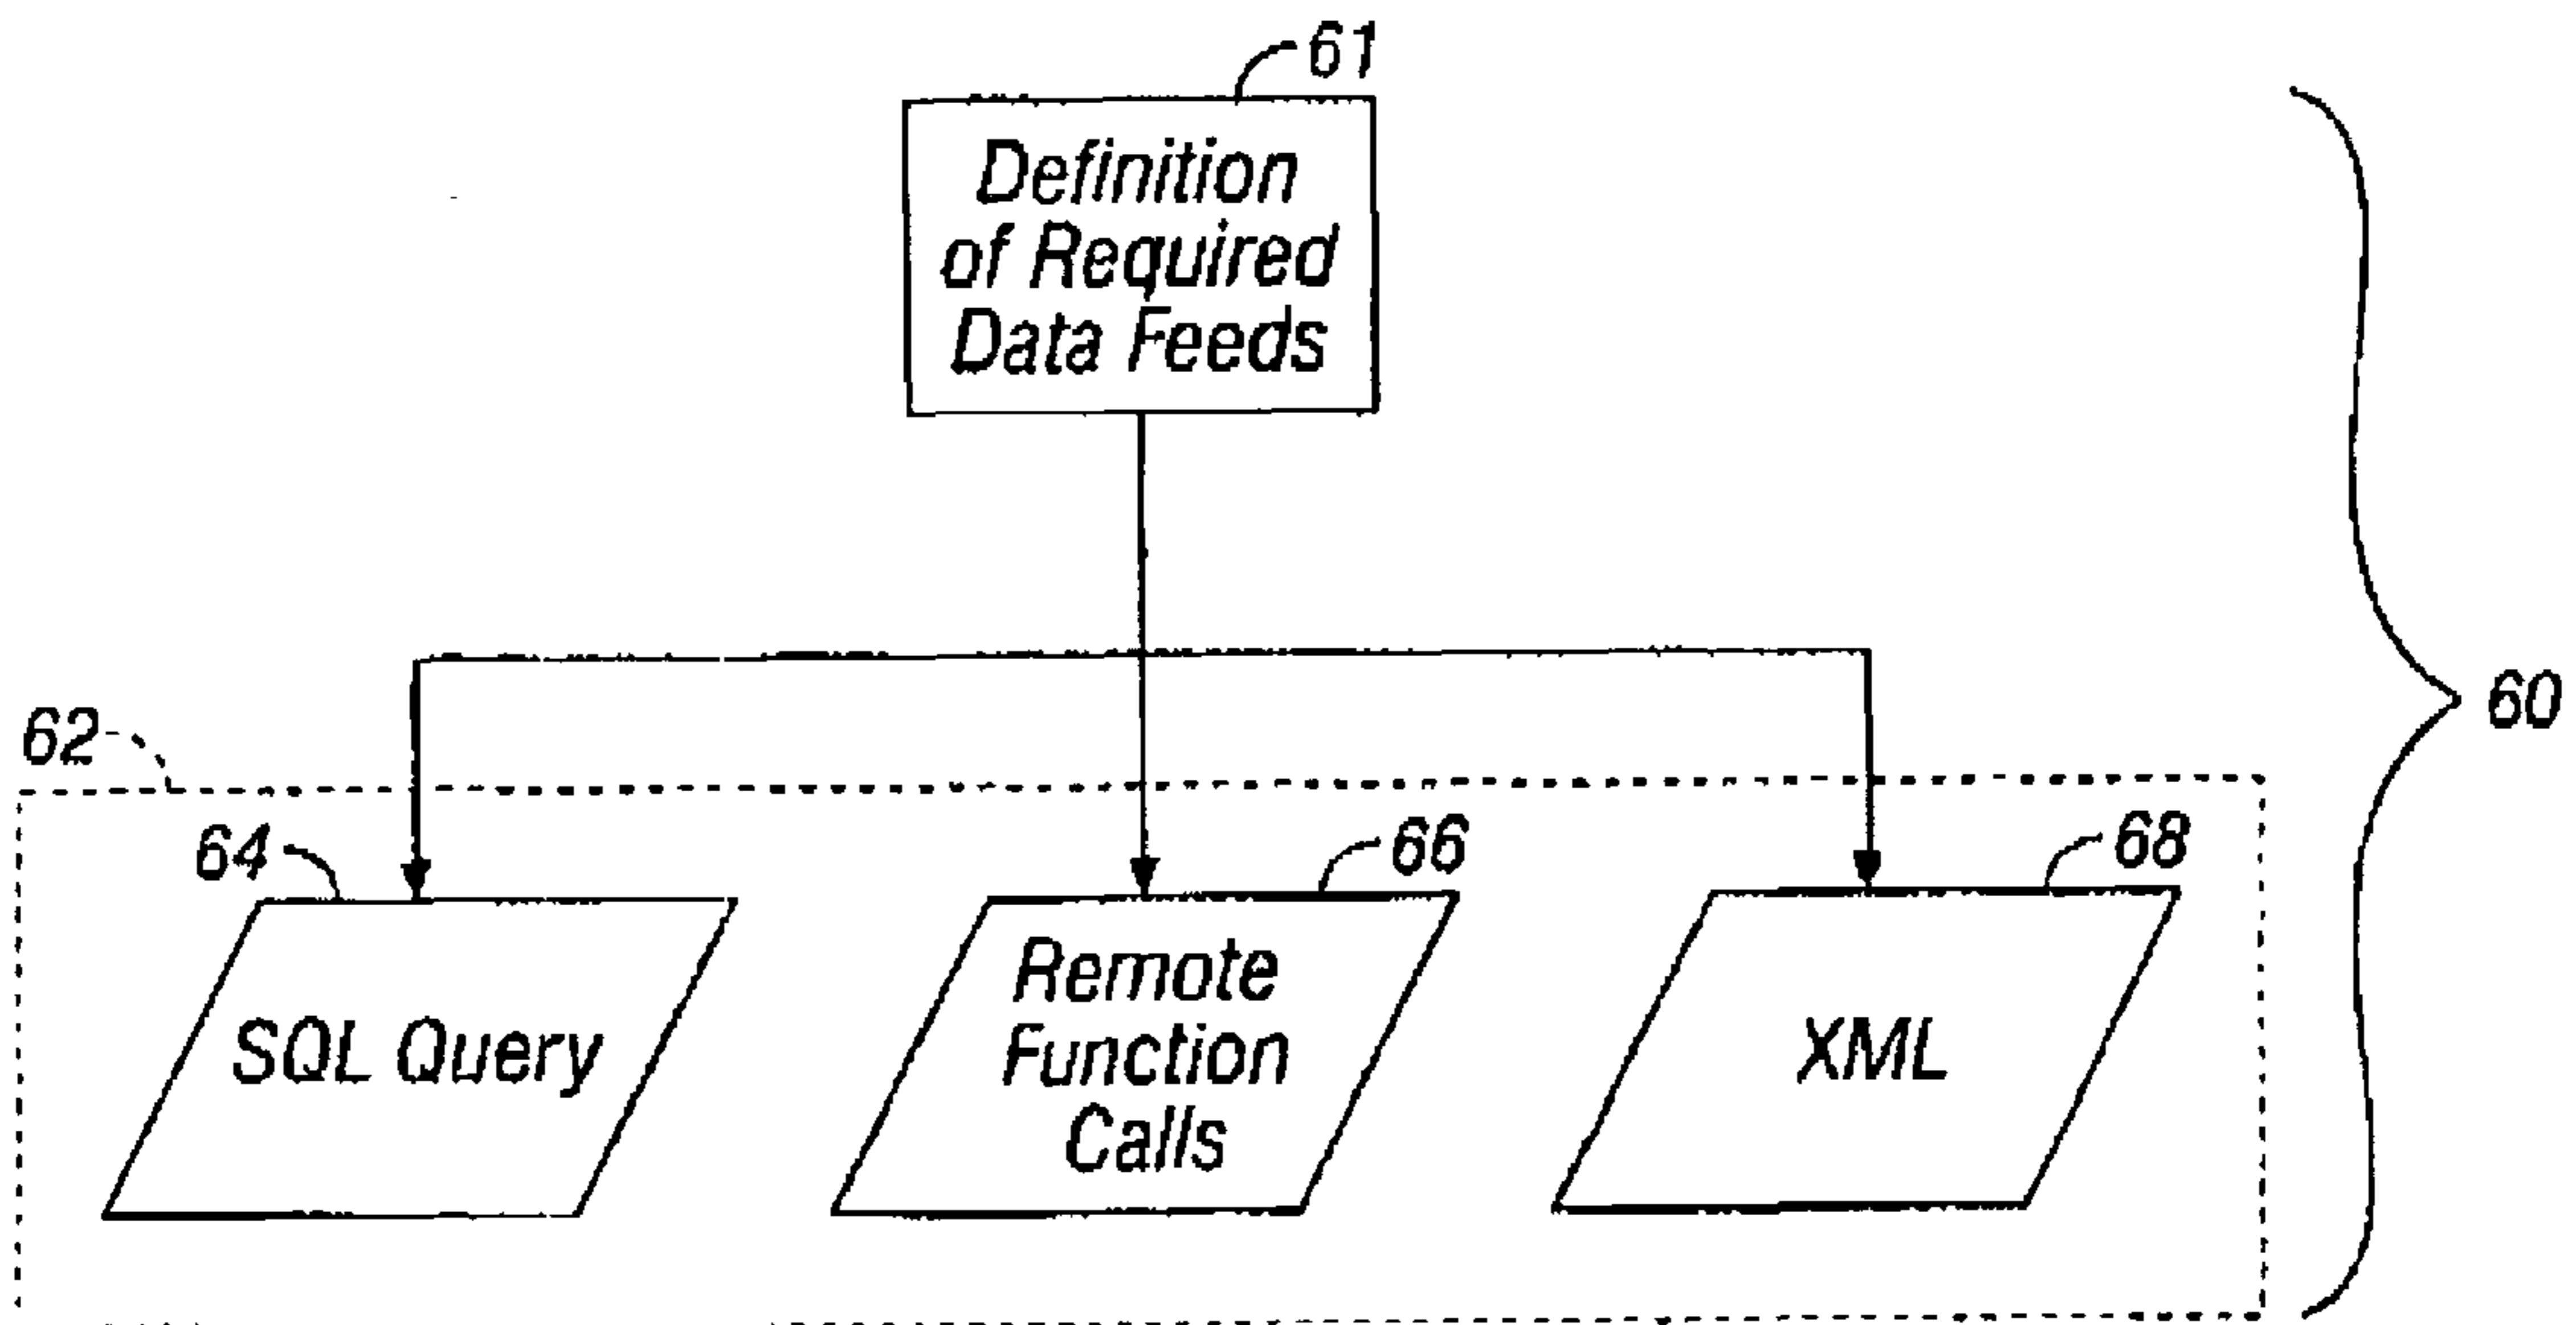 61
Definition
of Required
Data Feeds
60
62
64
66
68
SQL Query
Remote
Function
Calls
XML